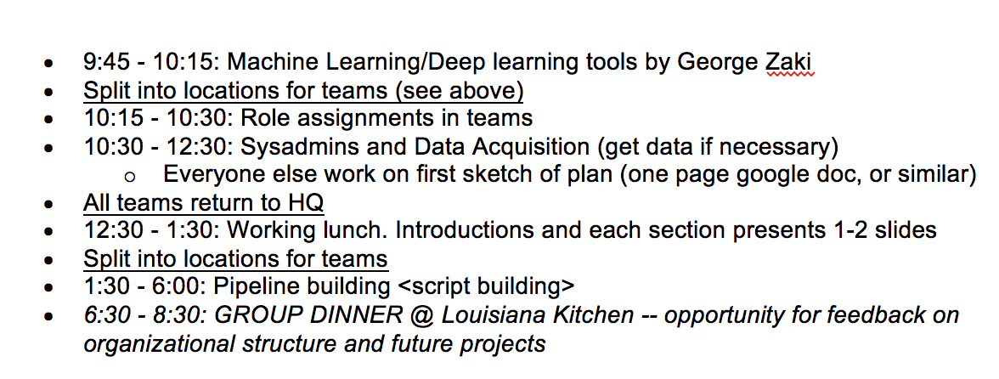 • 9:45 - 10:15: Machine Learning/Deep learning tools by George Zaki
• Split into locations for teams (see above)
• 10:15 - 10:30: Role assignments in teams
• 10:30 - 12:30: Sysadmins and Data Acquisition (get data if necessary)
o Everyone else work on first sketch of plan (one page google doc, or similar)
• All teams return to HQ
• 12:30 - 1:30: Working lunch. Introductions and each section presents 1-2 slides
• Split into locations for teams
• 1:30 - 6:00: Pipeline building <script building>
• 6:30 - 8:30: GROUP DINNER @ Louisiana Kitchen -- opportunity for feedback on
organizational structure and future projects